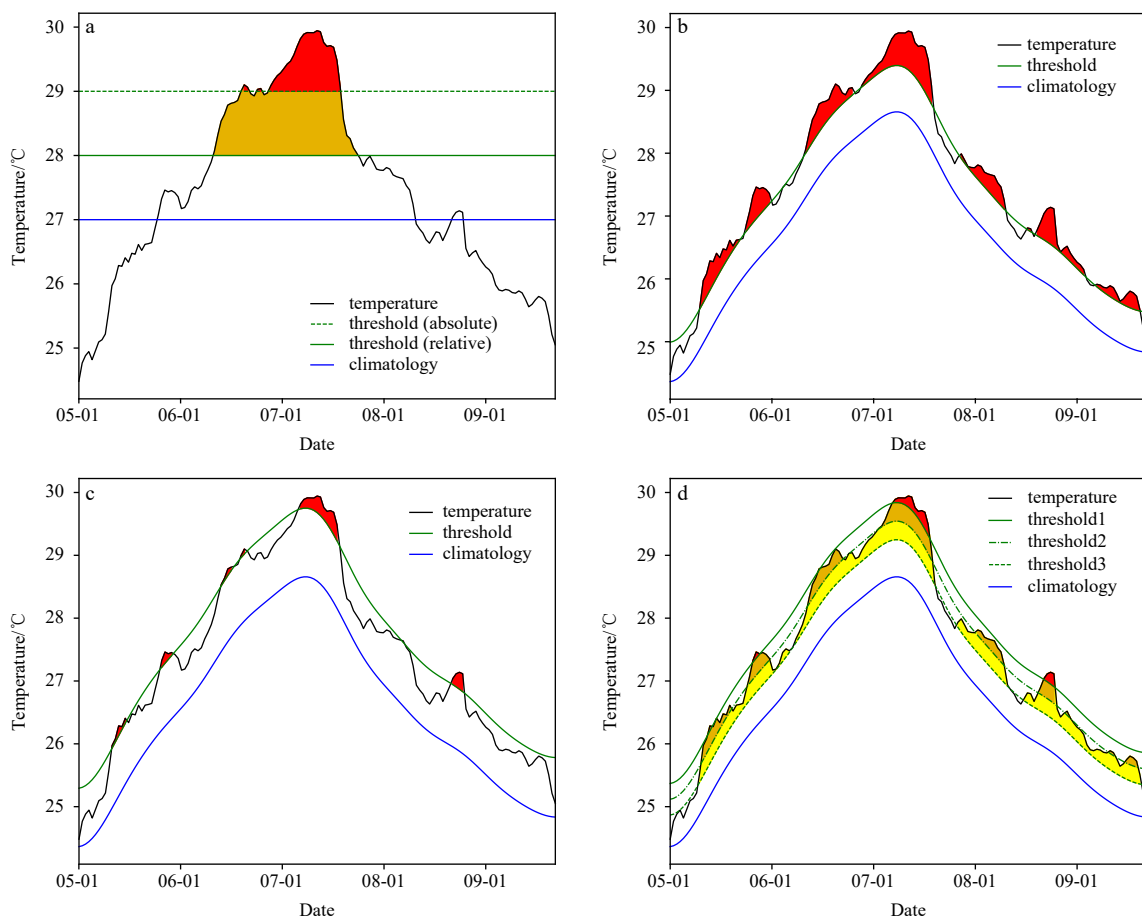 a
30
29
28
27
26
25
Temperature/℃
temperature
threshold (absolute)
threshold (relative)
climatology
05-01 06-01 07-01 08-01 09-01
Date
b
30
29
28
27
26
25
Temperature/℃
temperature
threshold
climatology
05-01 06-01 07-01 08-01 09-01
Date
c
30
29
28
27
26
25
Temperature/℃
temperature
threshold
climatology
05-01 06-01 07-01 08-01 09-01
Date
d
30
29
28
27
26
25
Temperature/℃
temperature
threshold1
threshold2
threshold3
climatology
05-01 06-01 07-01 08-01 09-01
Date